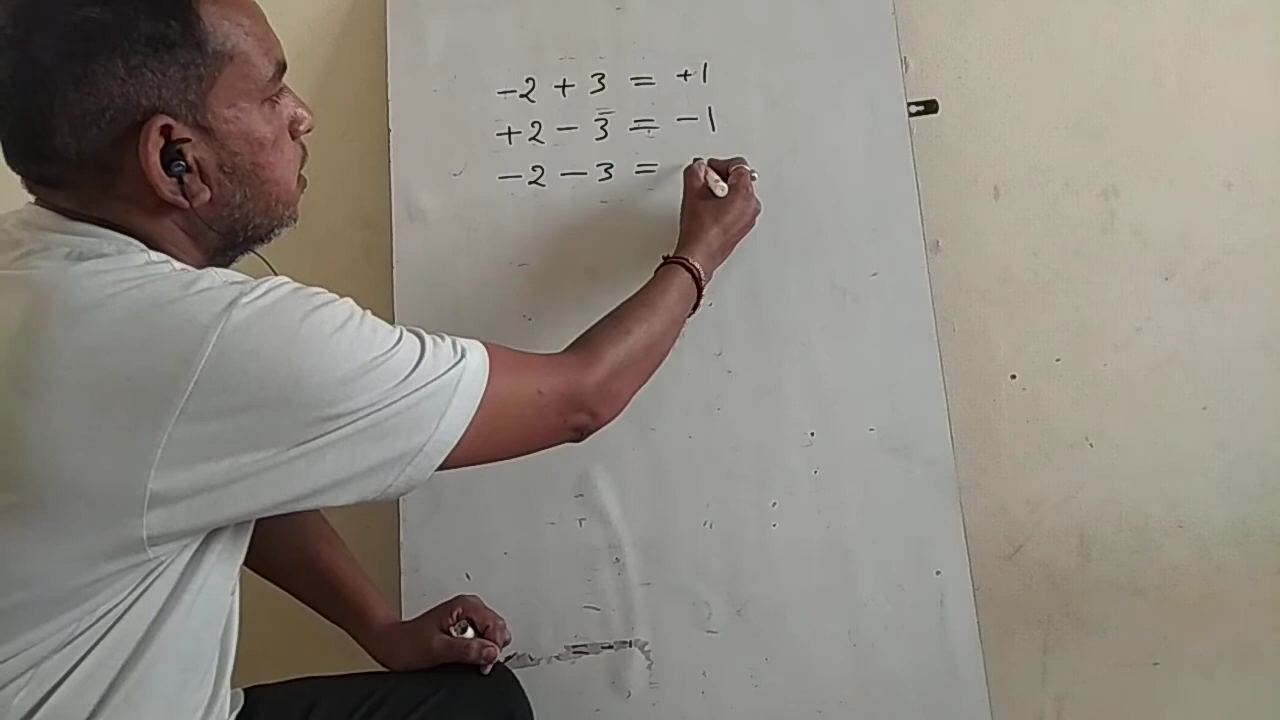 -2 + 3 = +1
+2 - 3 = -1
-2 - 3 =